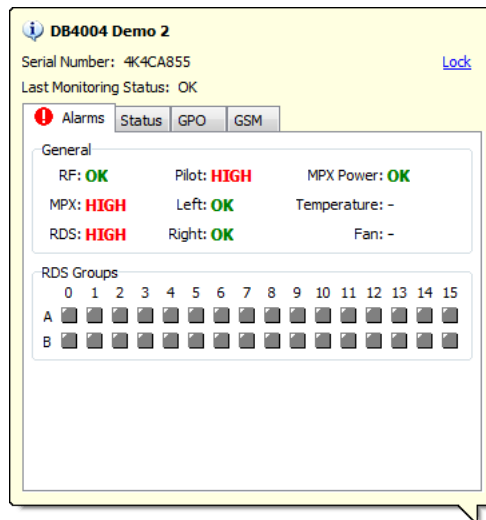 DB4004 Demo 2
Serial Number: 4K4CA855 Lock
Last Monitoring Status: OK
Alarms Status GPO GSM
General
RF: OK Pilot: HIGH MPX Power: OK
MPX: HIGH Left: OK Temperature: -
RDS: HIGH Right: OK Fan: -
RDS Groups
0 1 2 3 4 5 6 7 8 9 10 11 12 13 14 15
A
B